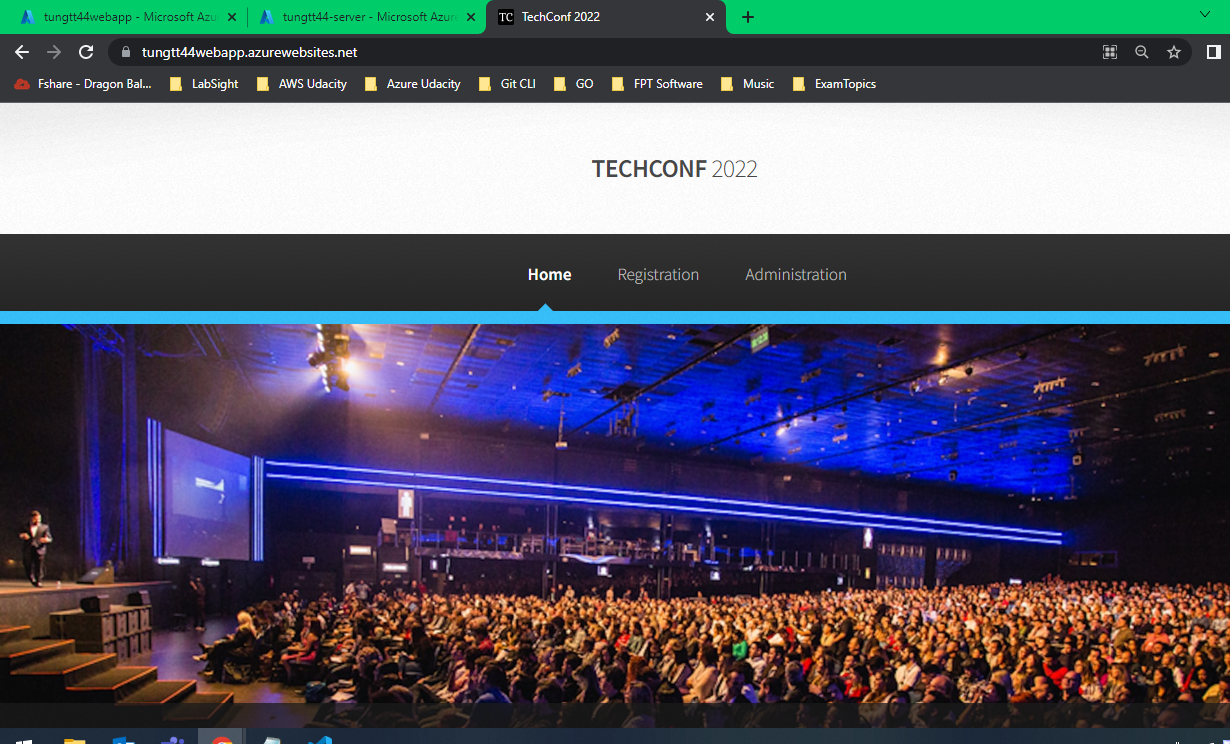 tungtt44webapp - Microsoft Azu
tungtt44-server - Microsoft Azure
TC TechConf 2022
tungtt44webapp.azurewebsites.net
Fshare - Dragon Bal...
LabSight
AWS Udacity
Azure Udacity
Git CLI
GO
FPT Software
Music
ExamTopics
TECHCONF 2022
Home
Registration
Administration